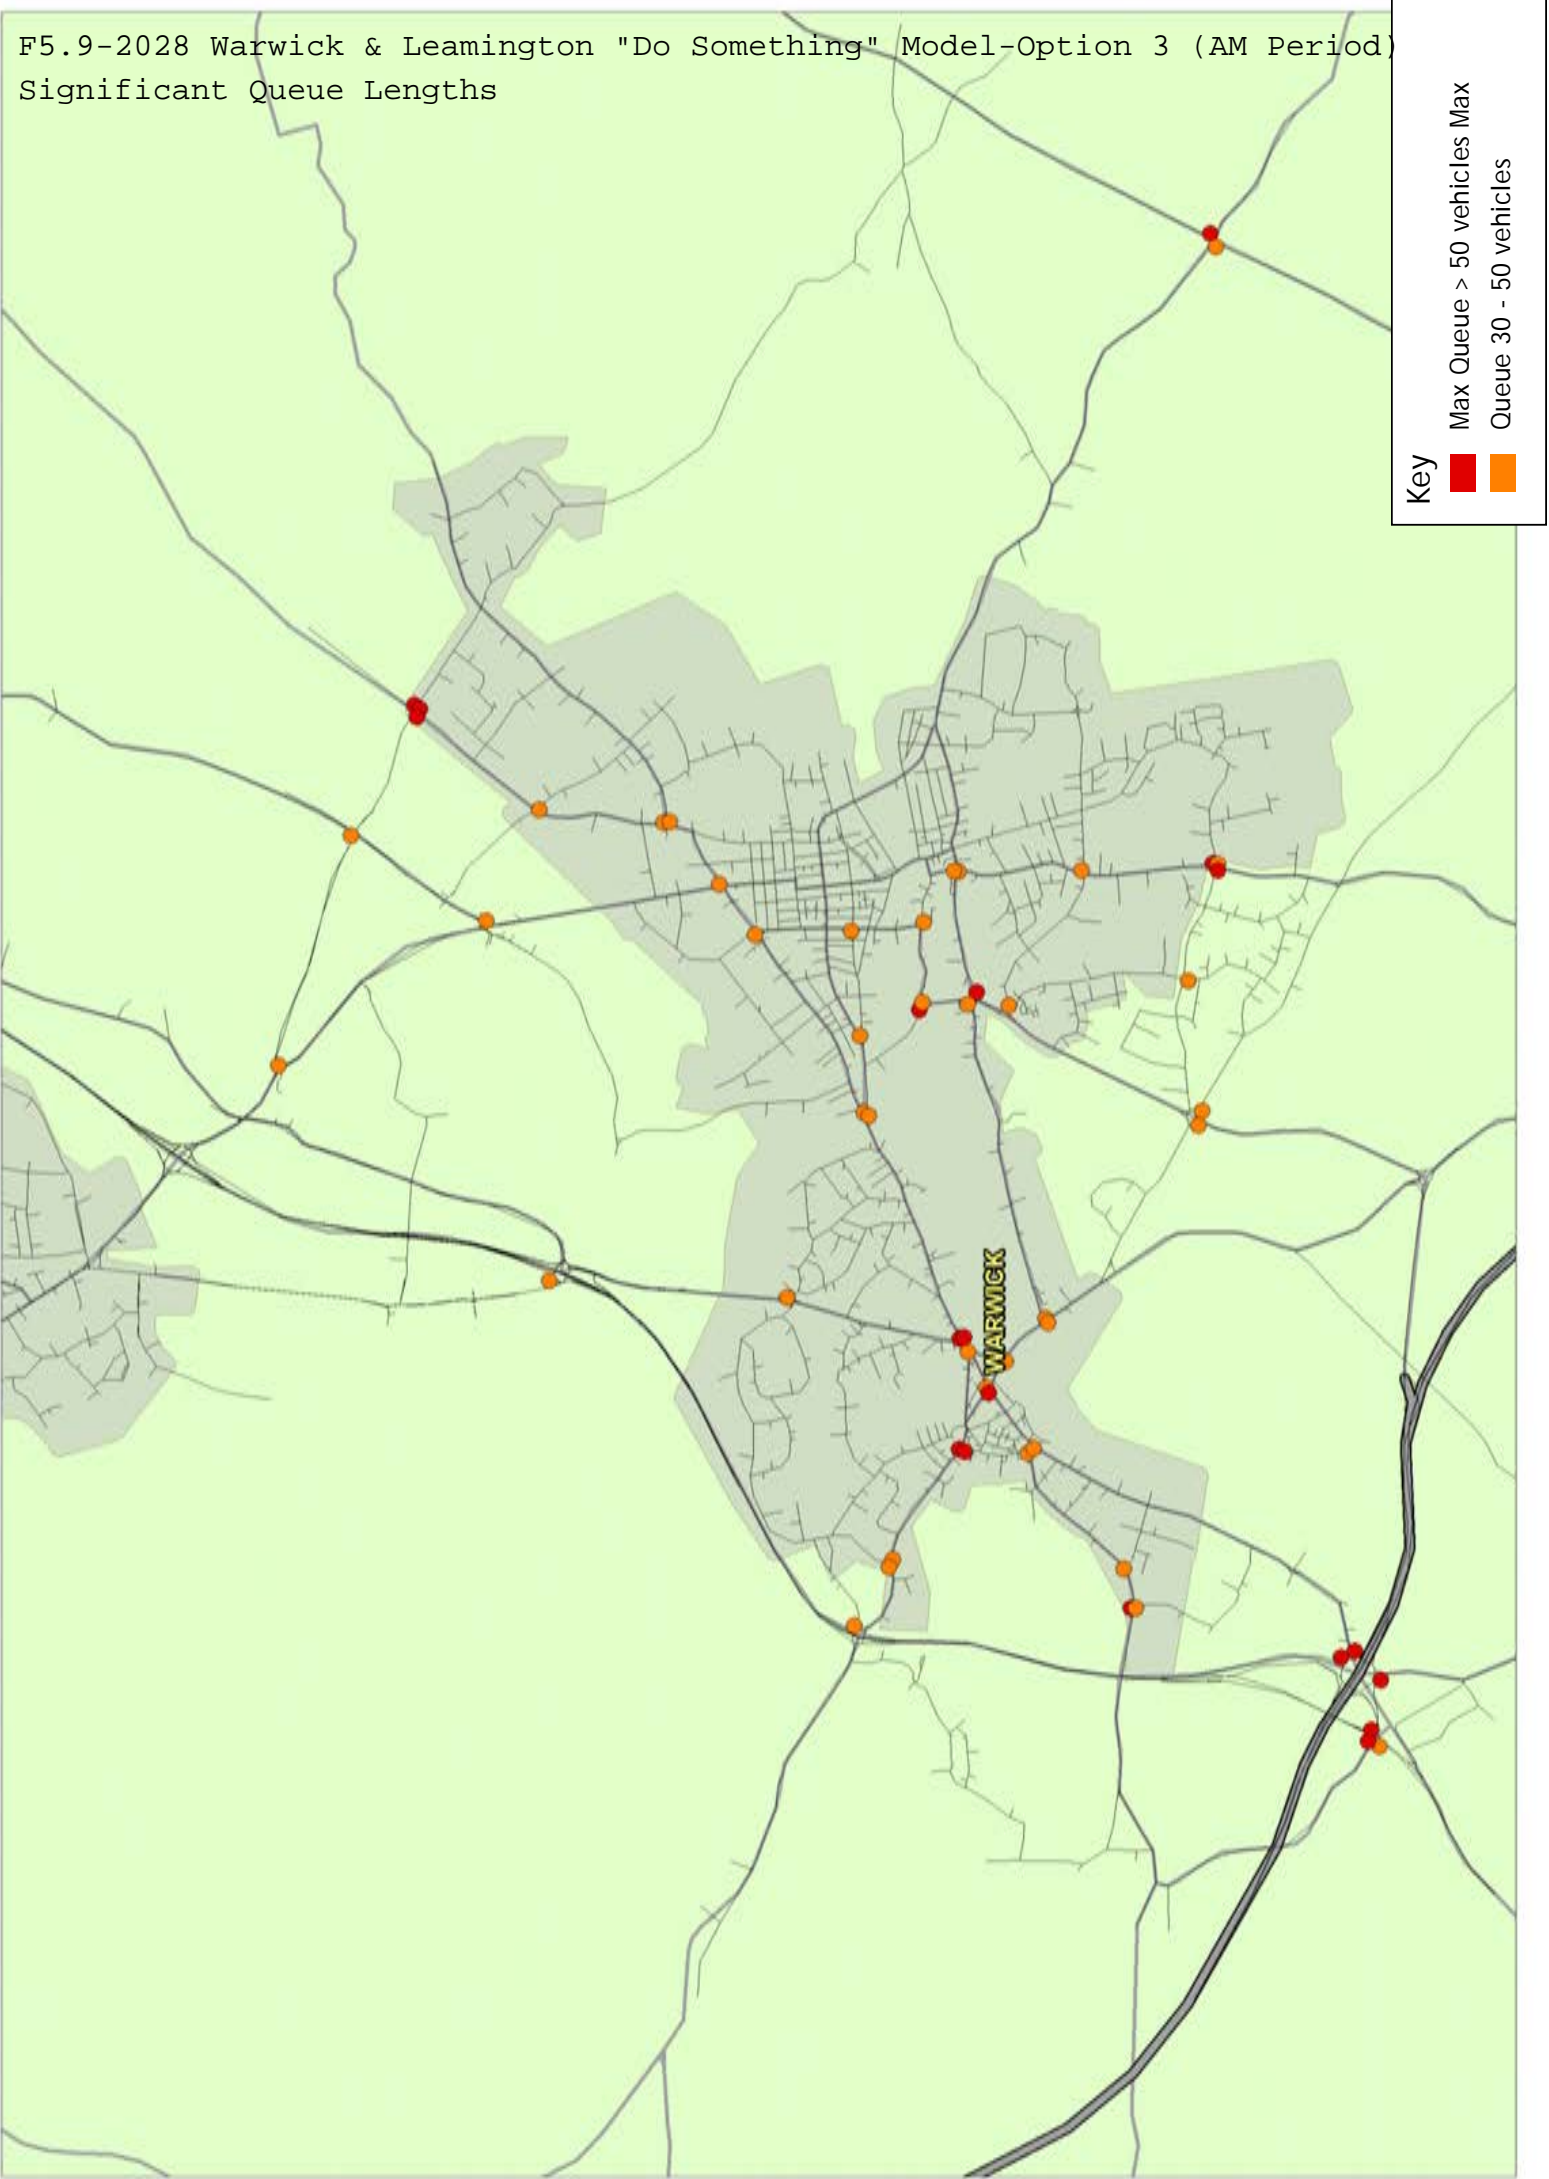 F5.9-2028 Warwick & Leamington "Do Something" Model-Option 3 (AM Period)
Significant Queue Lengths
Key
Max Queue > 50 vehicles Max
Queue 30 - 50 vehicles
WARWICK